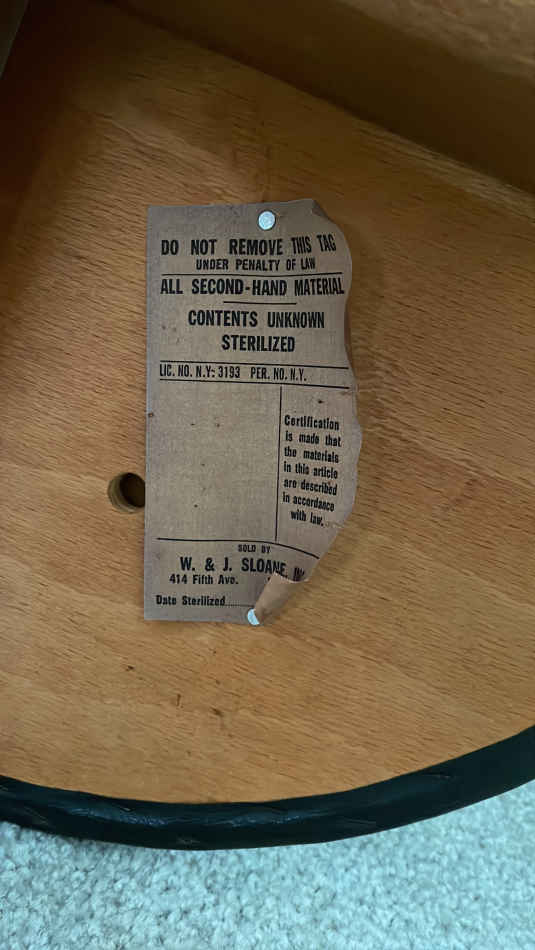 DO NOT REMOVE THIS TAG
UNDER PENALTY OF LAW
ALL SECOND-HAND MATERIAL
CONTENTS UNKNOWN
STERILIZED
LIC. NO. N.Y: 3193 PER. NO. N.Y.
Certification
is made that
the materials
in this article
are described
in accordance
with law.
SOLD BY
W. & J. SLOANE,
414 Fifth Ave.
Date Sterilized